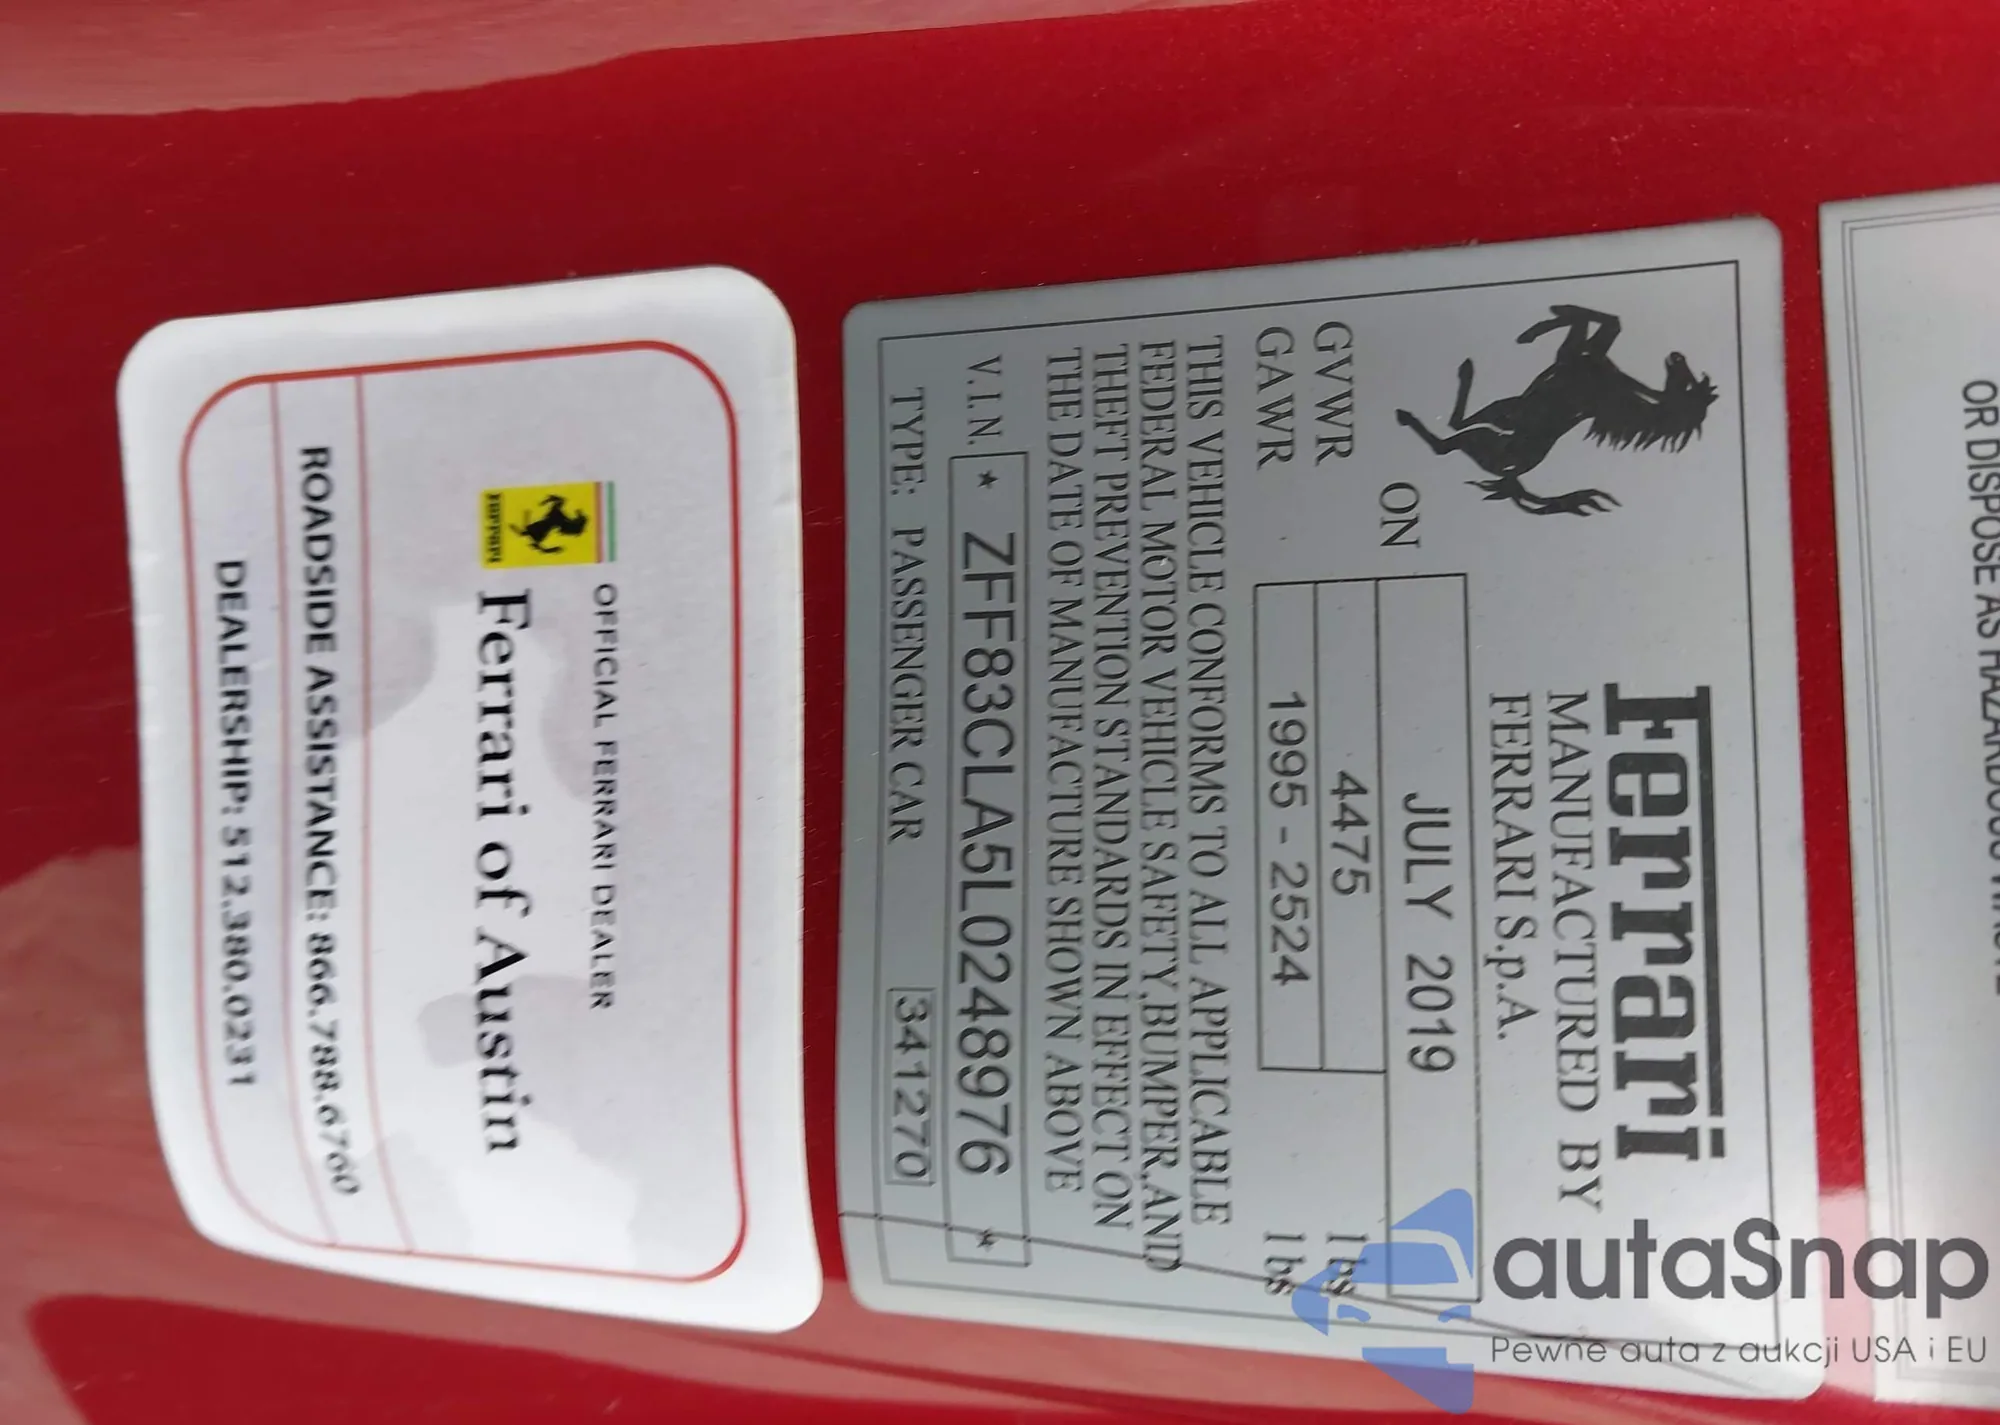 Ferrari
MANUFACTURED BY
FERRARI S.p.A.
ON JULY 2019
GVWR 4475 lbs
GAWR 1995 - 2524 lbs
THIS VEHICLE CONFORMS TO ALL APPLICABLE
FEDERAL MOTOR VEHICLE SAFETY,BUMPER,AND
THEFT PREVENTION STANDARDS IN EFFECT ON
THE DATE OF MANUFACTURE SHOWN ABOVE
V.I.N. * ZFF83CLA5L0248976 *
TYPE: PASSENGER CAR 341270
OFFICIAL FERRARI DEALER
Ferrari
Ferrari of Austin
ROADSIDE ASSISTANCE: 866.788.6760
DEALERSHIP: 512.380.0231
OR DISPOSE AS HAZARDOUS
autaSnap
Pewne auta z aukcji USA i EU